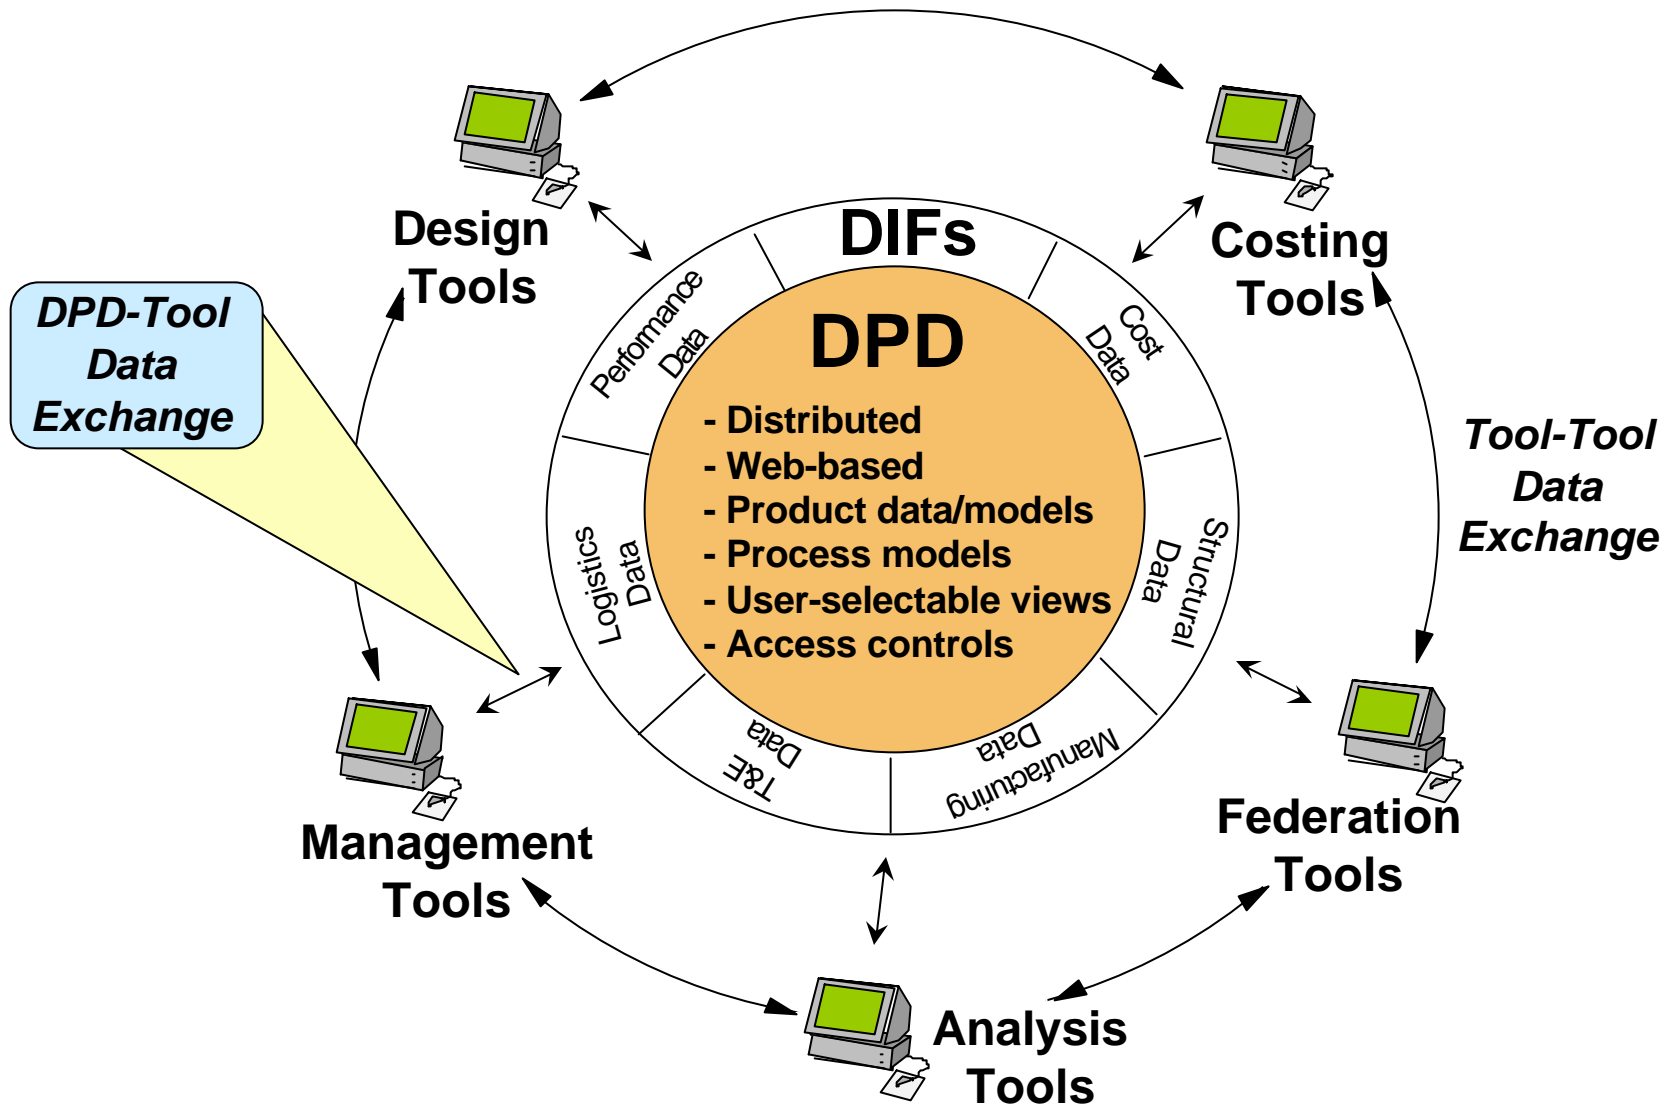 Design
Tools
Costing
Tools
DPD-Tool
Data
Exchange
Tool-Tool
Data
Exchange
DIFs
Performance
Data
Cost
Data
Structural
Data
Manufacturing
Data
T&E
Data
Logistics
Data
DPD
- Distributed
- Web-based
- Product data/models
- Process models
- User-selectable views
- Access controls
Management
Tools
Federation
Tools
Analysis
Tools